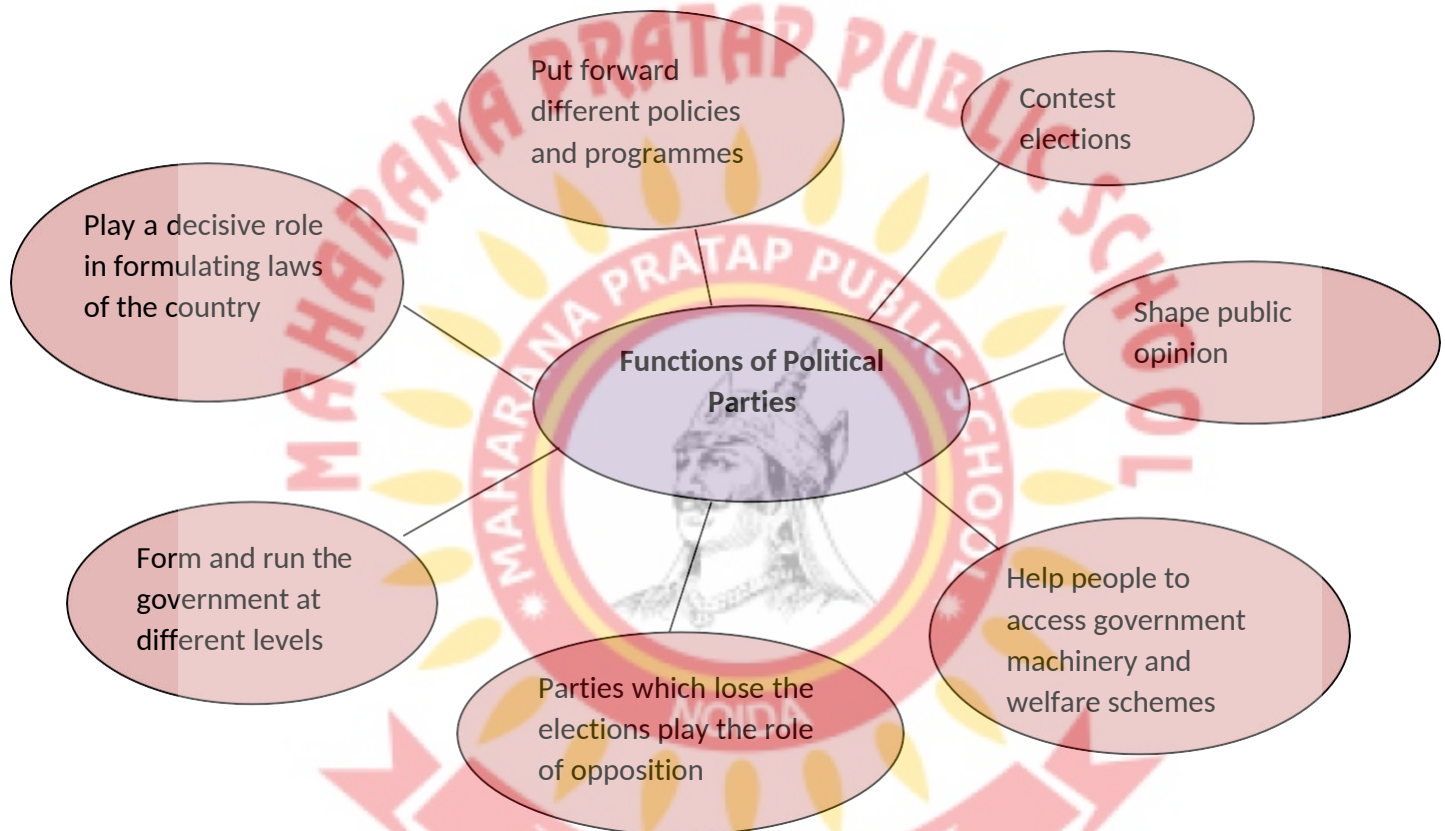 MAHARANA PRATAP PUBLIC SCHOOL
Put forward
different policies
and programmes
Contest
elections
Play a decisive role
in formulating laws
of the country
MAHARANA PRATAP PUBLIC SCHOOL
Shape public
opinion
Functions of Political
Parties
Form and run the
government at
different levels
Help people to
access government
machinery and
welfare schemes
Parties which lose the
elections play the role
of opposition
NOIDA